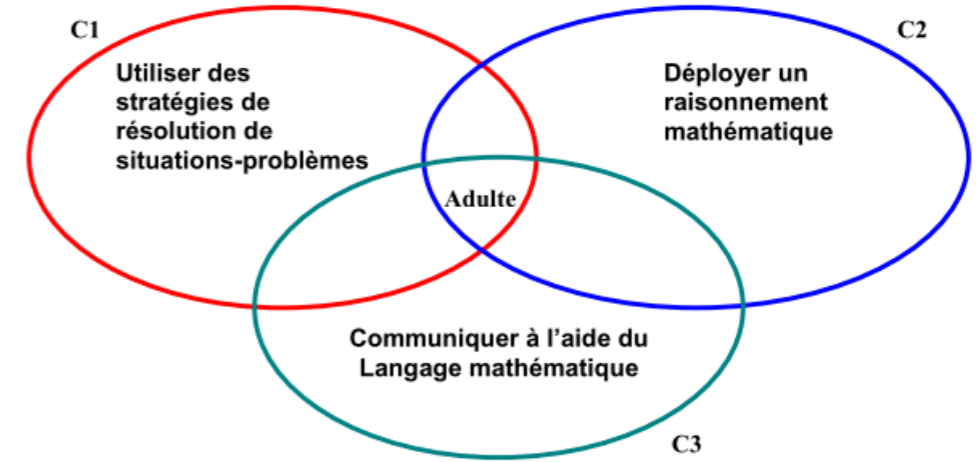 C1
C2
Utiliser des
stratégies de
résolution de
situations-problèmes
Déployer un
raisonnement
mathématique
Adulte
Communiquer à l’aide du
Langage mathématique
C3